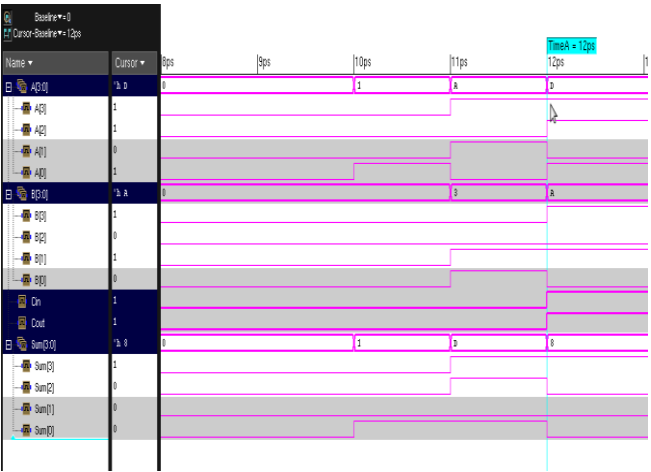 Baseline▼= 0
Cursor-Baseline▼= 12ps
TimeA = 12ps
Name ▼ Cursor ▼ 8ps 9ps 10ps 11ps 12ps 1
A[3:0] 'h D 0 1 A D
A[3] 1
A[2] 1
A[1] 0
A[0] 1
B[3:0] 'h A 0 3 A
B[3] 1
B[2] 0
B[1] 1
B[0] 0
Cin 1
Cout 1
Sum[3:0] 'h 8 0 1 D 8
Sum[3] 1
Sum[2] 0
Sum[1] 0
Sum[0] 0